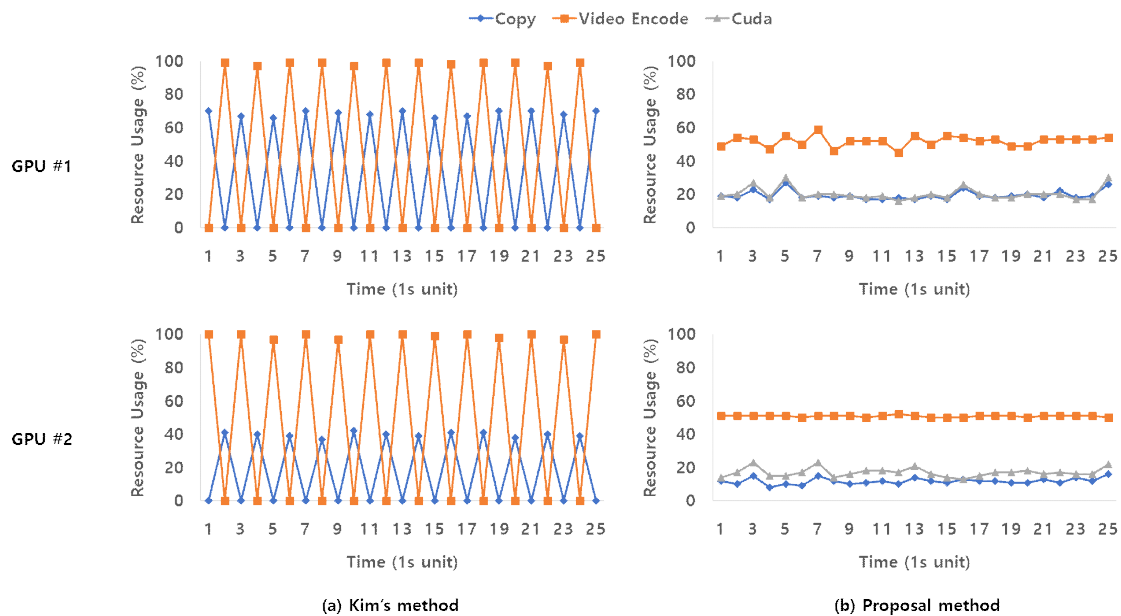 Copy Video Encode Cuda
GPU #1
Resource Usage (%)
100
80
60
40
20
0
1 3 5 7 9 11 13 15 17 19 21 23 25
Time (1s unit)
Resource Usage (%)
100
80
60
40
20
0
1 3 5 7 9 11 13 15 17 19 21 23 25
Time (1s unit)
GPU #2
Resource Usage (%)
100
80
60
40
20
0
1 3 5 7 9 11 13 15 17 19 21 23 25
Time (1s unit)
Resource Usage (%)
100
80
60
40
20
0
1 3 5 7 9 11 13 15 17 19 21 23 25
Time (1s unit)
(a) Kim's method
(b) Proposal method